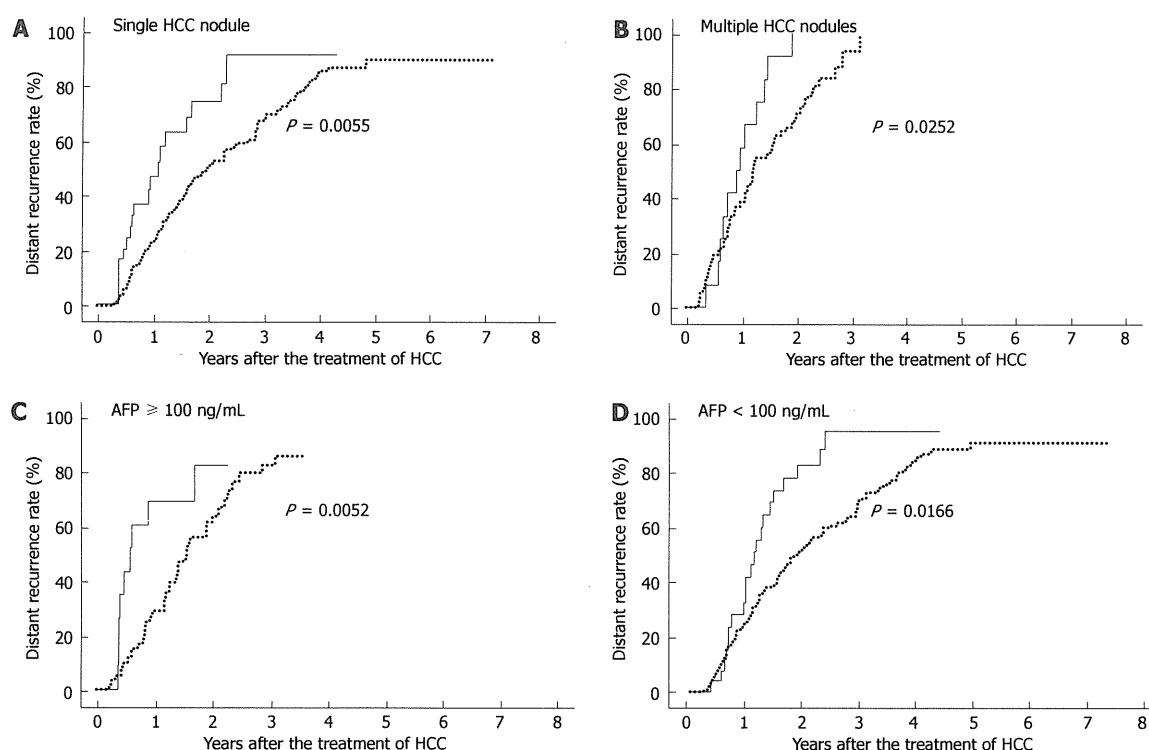 A Single HCC nodule
100
80
60
40
20
0
Distant recurrence rate (%)
P = 0.0055
0 1 2 3 4 5 6 7 8
Years after the treatment of HCC
B Multiple HCC nodules
100
80
60
40
20
0
Distant recurrence rate (%)
P = 0.0252
0 1 2 3 4 5 6 7 8
Years after the treatment of HCC
C AFP ≥ 100 ng/mL
100
80
60
40
20
0
Distant recurrence rate (%)
P = 0.0052
0 1 2 3 4 5 6 7 8
Years after the treatment of HCC
D AFP < 100 ng/mL
100
80
60
40
20
0
Distant recurrence rate (%)
P = 0.0166
0 1 2 3 4 5 6 7 8
Years after the treatment of HCC